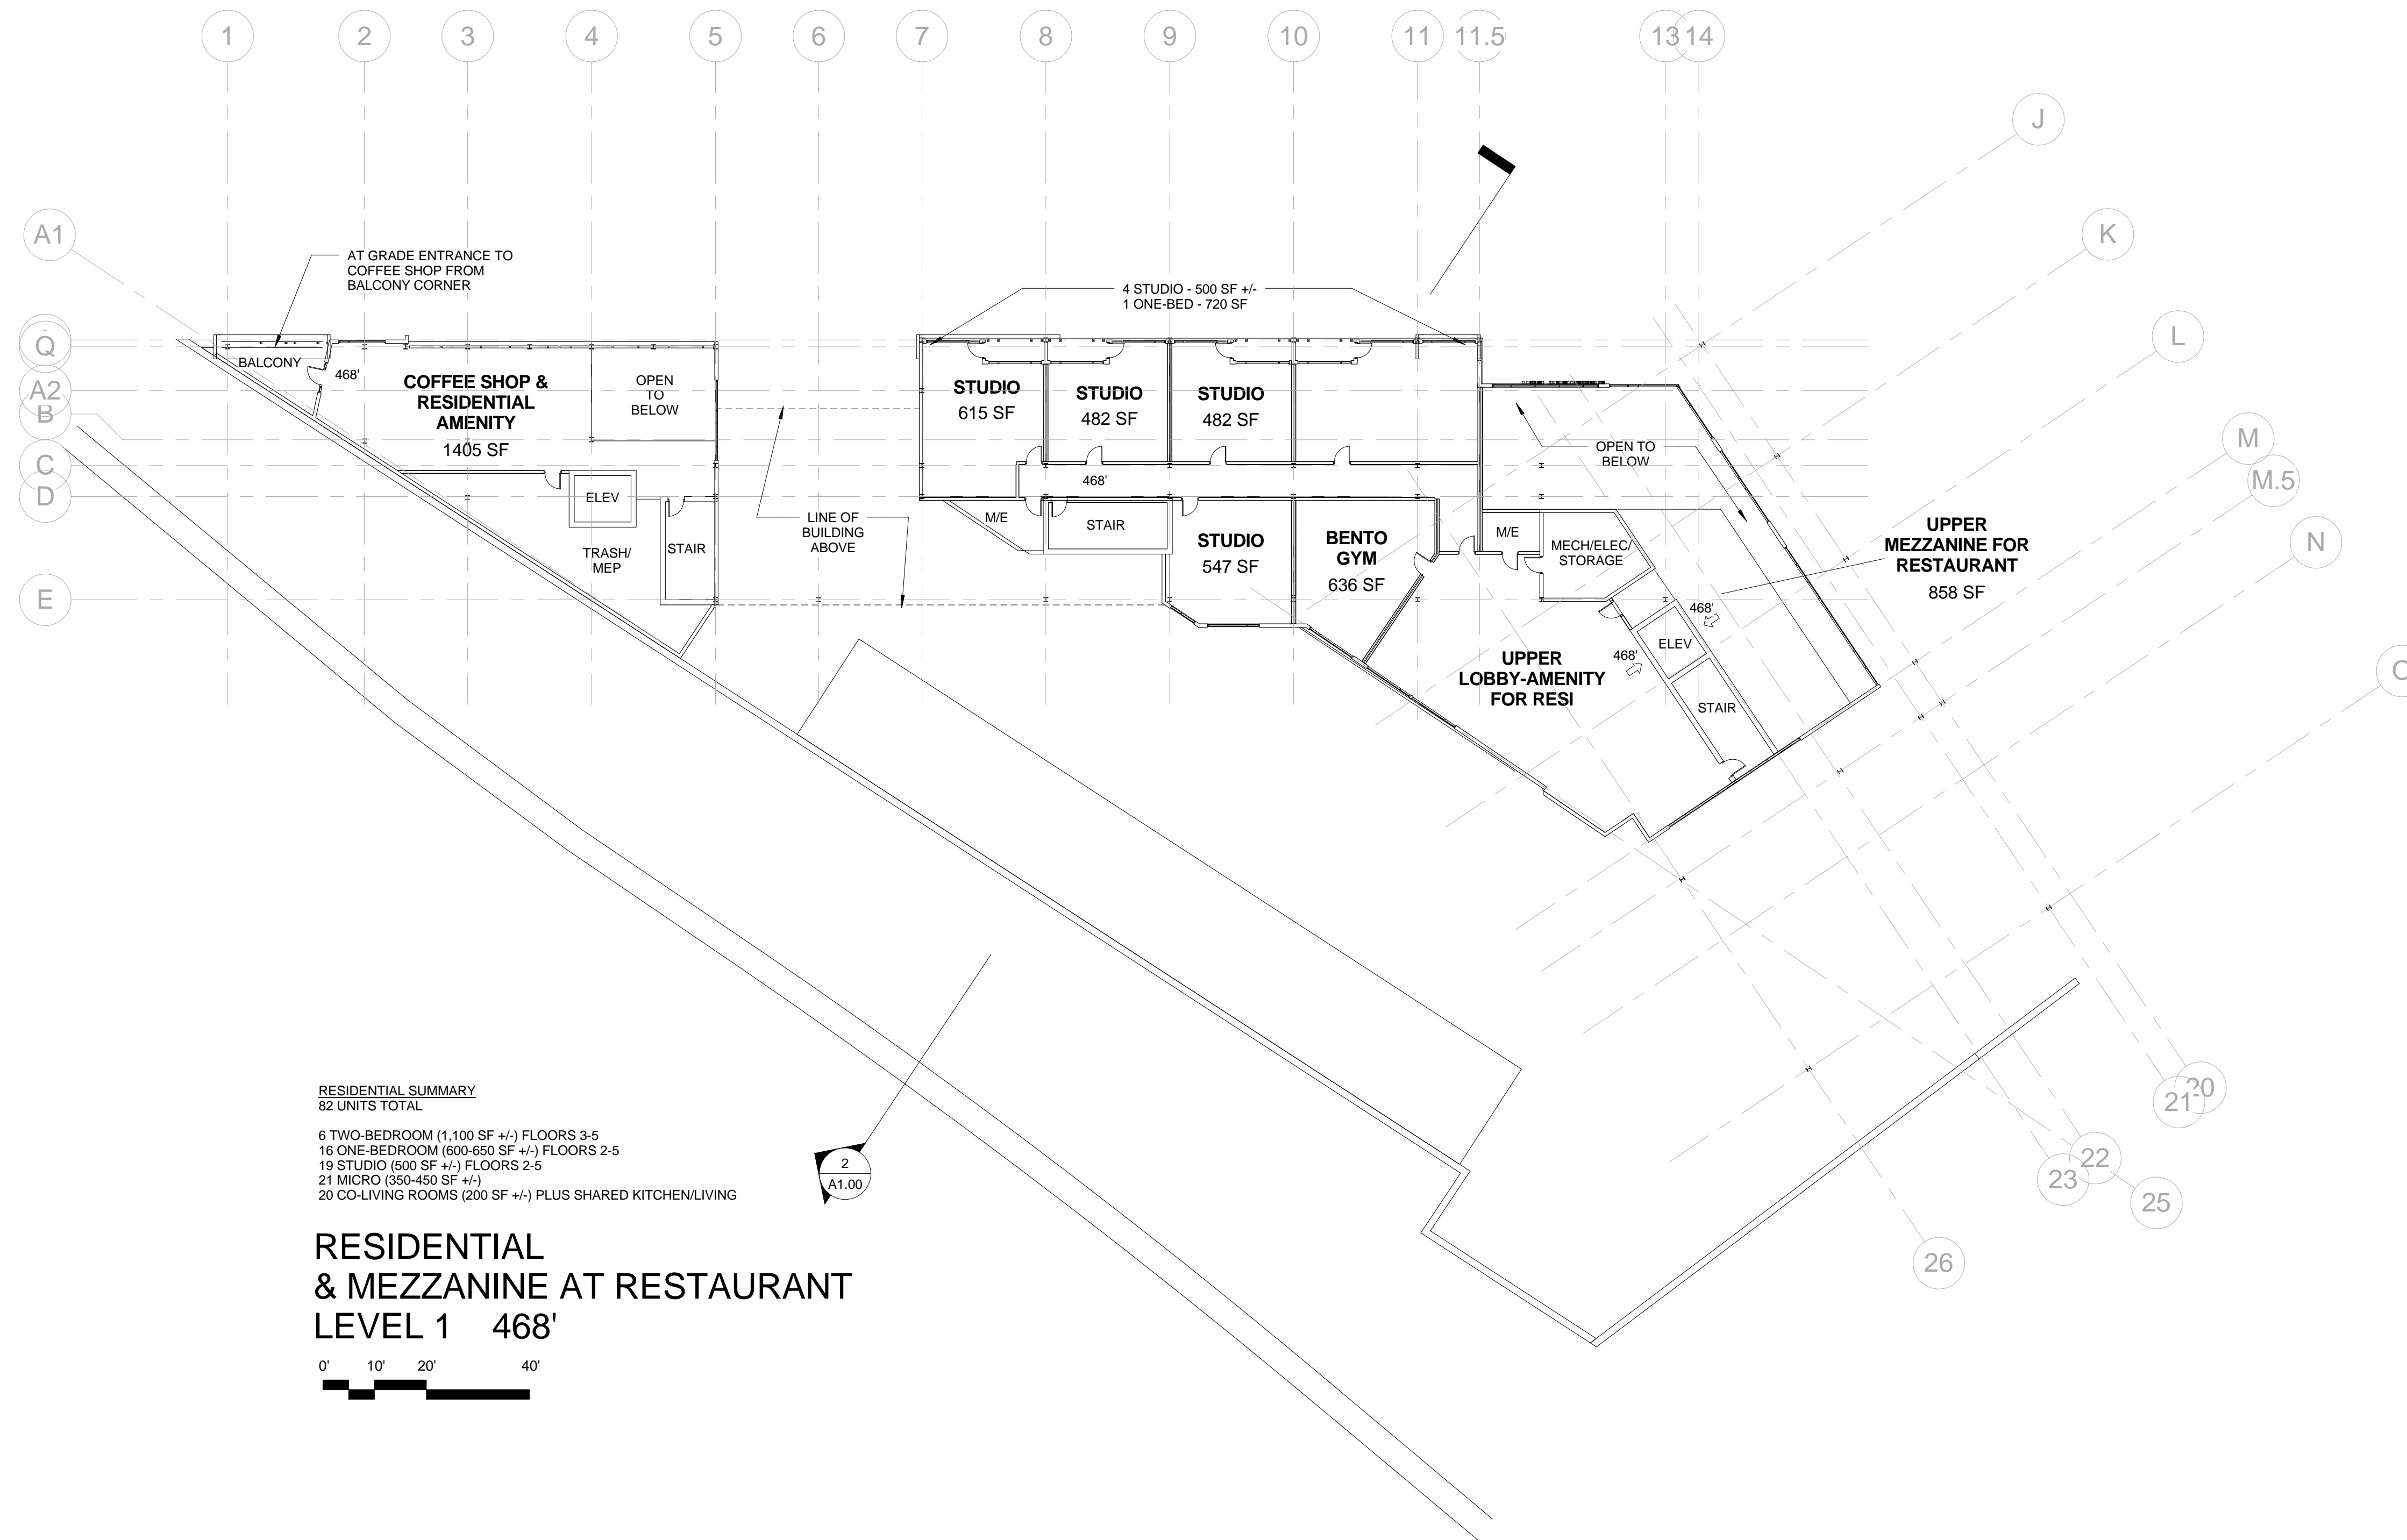 1
2
3
4
5
6
7
8
9
10
11
11.5
13
14
J
K
L
M
M.5
N
A1
Q
A2
B
C
D
E
AT GRADE ENTRANCE TO
COFFEE SHOP FROM
BALCONY CORNER
BALCONY
468'
COFFEE SHOP &
RESIDENTIAL
AMENITY
1405 SF
OPEN
TO
BELOW
ELEV
TRASH/
MEP
STAIR
LINE OF
BUILDING
ABOVE
4 STUDIO - 500 SF +/-
1 ONE-BED - 720 SF
STUDIO
615 SF
STUDIO
482 SF
STUDIO
482 SF
468'
M/E
STAIR
STUDIO
547 SF
BENTO
GYM
636 SF
OPEN TO
BELOW
M/E
MECH/ELEC/
STORAGE
UPPER
MEZZANINE FOR
RESTAURANT
858 SF
468'
ELEV
468'
STAIR
UPPER
LOBBY-AMENITY
FOR RESI
20
21
22
23
25
26
RESIDENTIAL SUMMARY
82 UNITS TOTAL
6 TWO-BEDROOM (1,100 SF +/-) FLOORS 3-5
16 ONE-BEDROOM (600-650 SF +/-) FLOORS 2-5
19 STUDIO (500 SF +/-) FLOORS 2-5
21 MICRO (350-450 SF +/-)
20 CO-LIVING ROOMS (200 SF +/-) PLUS SHARED KITCHEN/LIVING
2
A1.00
RESIDENTIAL
& MEZZANINE AT RESTAURANT
LEVEL 1 468'
0' 10' 20' 40'